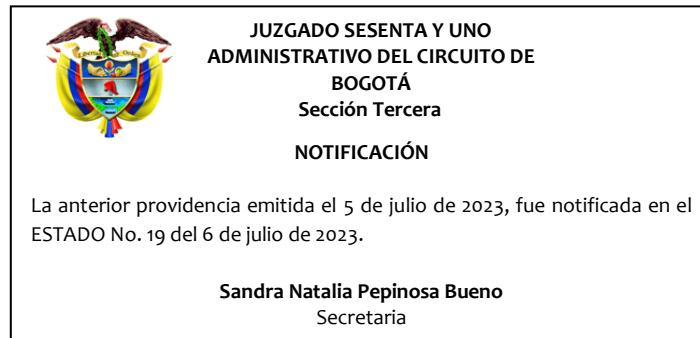 JUZGADO SESENTA Y UNO
ADMINISTRATIVO DEL CIRCUITO DE
BOGOTÁ
Sección Tercera
NOTIFICACIÓN
La anterior providencia emitida el 5 de julio de 2023, fue notificada en el
ESTADO No. 19 del 6 de julio de 2023.
Sandra Natalia Pepinosa Bueno
Secretaria